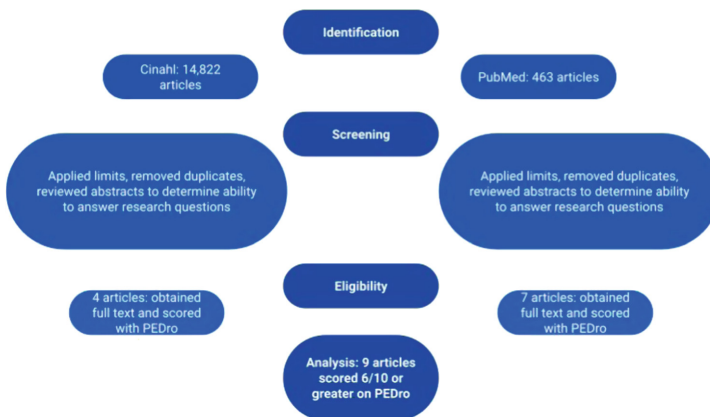 Identification
Cinahl: 14,822
articles
PubMed: 463 articles
Screening
Applied limits, removed duplicates,
reviewed abstracts to determine ability
to answer research questions
Applied limits, removed duplicates,
reviewed abstracts to determine ability
to answer research questions
Eligibility
4 articles: obtained
full text and scored
with PEDro
7 articles: obtained
full text and scored
with PEDro
Analysis: 9 articles
scored 6/10 or
greater on PEDro